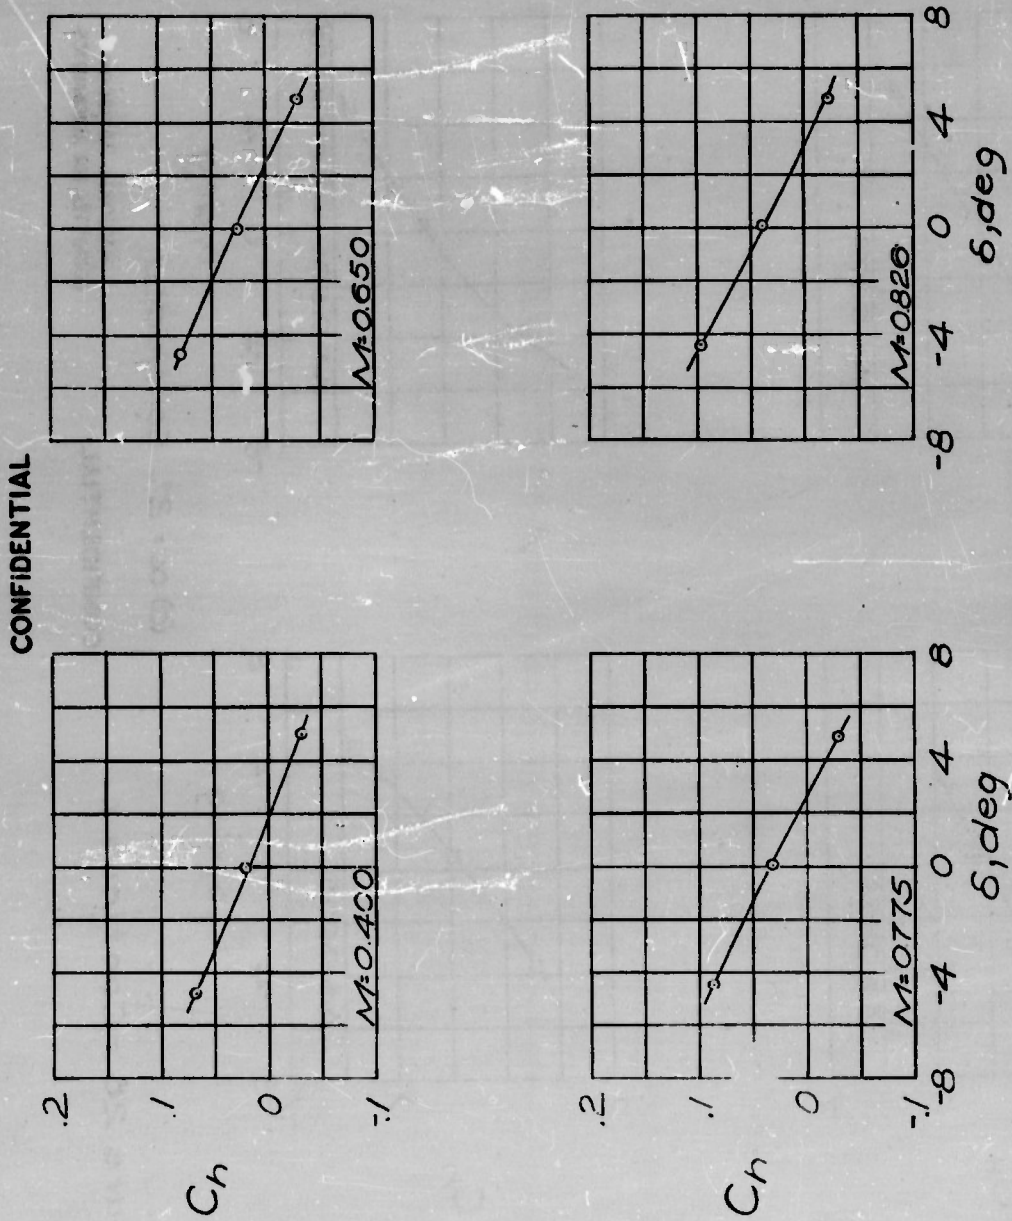 CONFIDENTIAL
.2
.1
Ch
0
M=0.400
M=0.650
-.1
.2
.1
Ch
0
M=0.775
M=0.826
-.1
-8 -4 0 4 8
-8 -4 0 4 8
δ,deg
δ,deg